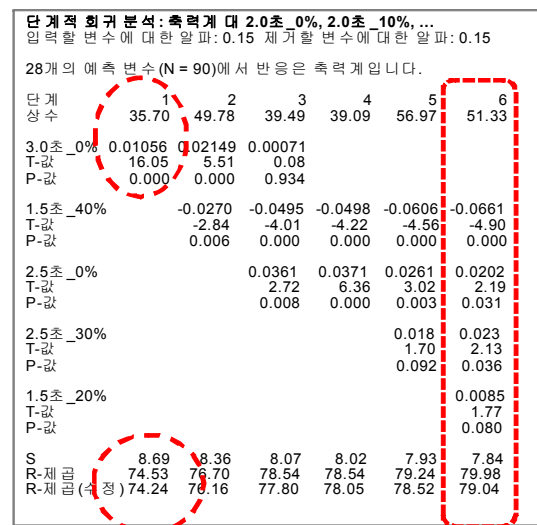 단계적 회귀 분석: 축력계 대 2.0초_0%, 2.0초_10%, ...
입력할 변수에 대한 알파: 0.15 제거할 변수에 대한 알파: 0.15
28개의 예측 변수(N = 90)에서 반응은 축력계입니다.
단계 1 2 3 4 5 6
상수 35.70 49.78 39.49 39.09 56.97 51.33
3.0초_0% 0.01056 0.02149 0.00071
T-값 16.05 5.51 0.08
P-값 0.000 0.000 0.934
1.5초_40% -0.0270 -0.0495 -0.0498 -0.0606 -0.0661
T-값 -2.84 -4.01 -4.22 -4.56 -4.90
P-값 0.006 0.000 0.000 0.000 0.000
2.5초_0% 0.0361 0.0371 0.0261 0.0202
T-값 2.72 6.36 3.02 2.19
P-값 0.008 0.000 0.003 0.031
2.5초_30% 0.018 0.023
T-값 1.70 2.13
P-값 0.092 0.036
1.5초_20% 0.0085
T-값 1.77
P-값 0.080
S 8.69 8.36 8.07 8.02 7.93 7.84
R-제곱 74.53 76.70 78.54 78.54 79.24 79.98
R-제곱(수정) 74.24 76.16 77.80 78.05 78.52 79.04